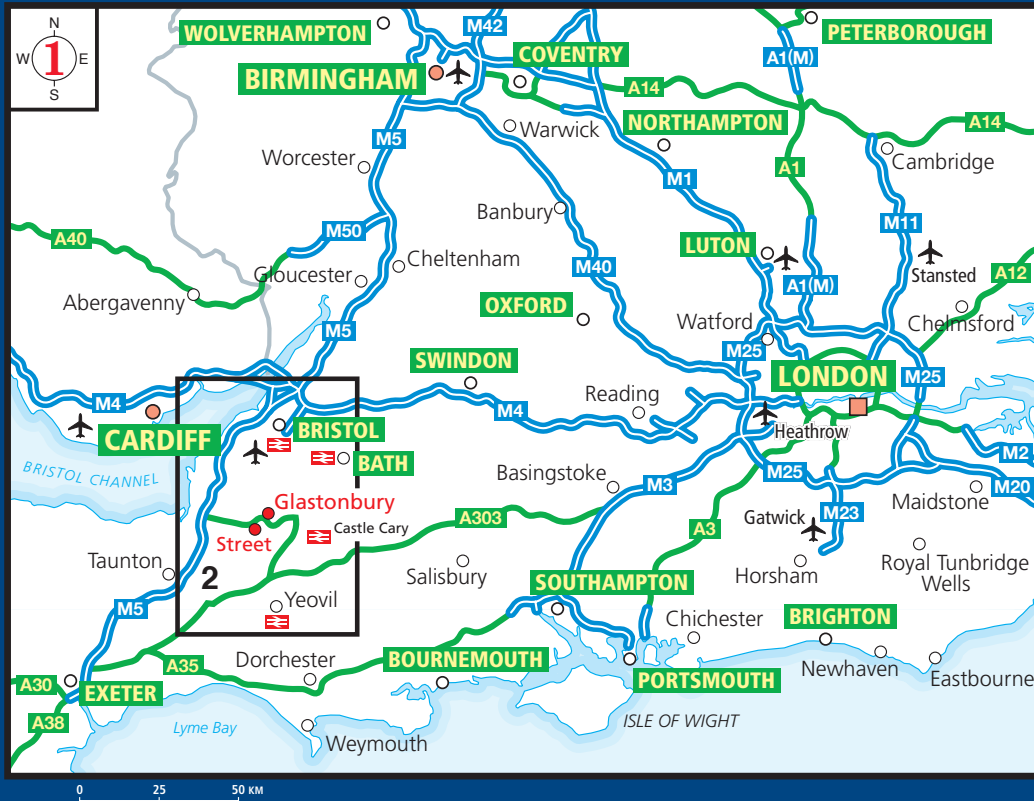 N
W 1 E
S
WOLVERHAMPTON
M42
COVENTRY
PETERBOROUGH
A1(M)
BIRMINGHAM
A14
NORTHAMPTON
A14
Warwick
M5
Worcester
Cambridge
A1
M1
Banbury
M11
M50
A40
LUTON
Cheltenham
Stansted
Gloucester
M40
A12
A1(M)
Abergavenny
OXFORD
Chelmsford
Watford
M5
M25
SWINDON
LONDON
M25
Reading
M4
M4
Heathrow
CARDIFF
BRISTOL
BATH
M2
BRISTOL CHANNEL
Basingstoke
M25
M3
M20
Maidstone
Glastonbury
A303
Castle Cary
Gatwick
M23
A3
Street
Taunton
2
Salisbury
Horsham
Royal Tunbridge
Wells
SOUTHAMPTON
Yeovil
M5
Chichester
BRIGHTON
A35
Dorchester
BOURNEMOUTH
Newhaven
Eastbourne
A30
EXETER
PORTSMOUTH
A38
Lyme Bay
ISLE OF WIGHT
Weymouth
0 25 50 KM